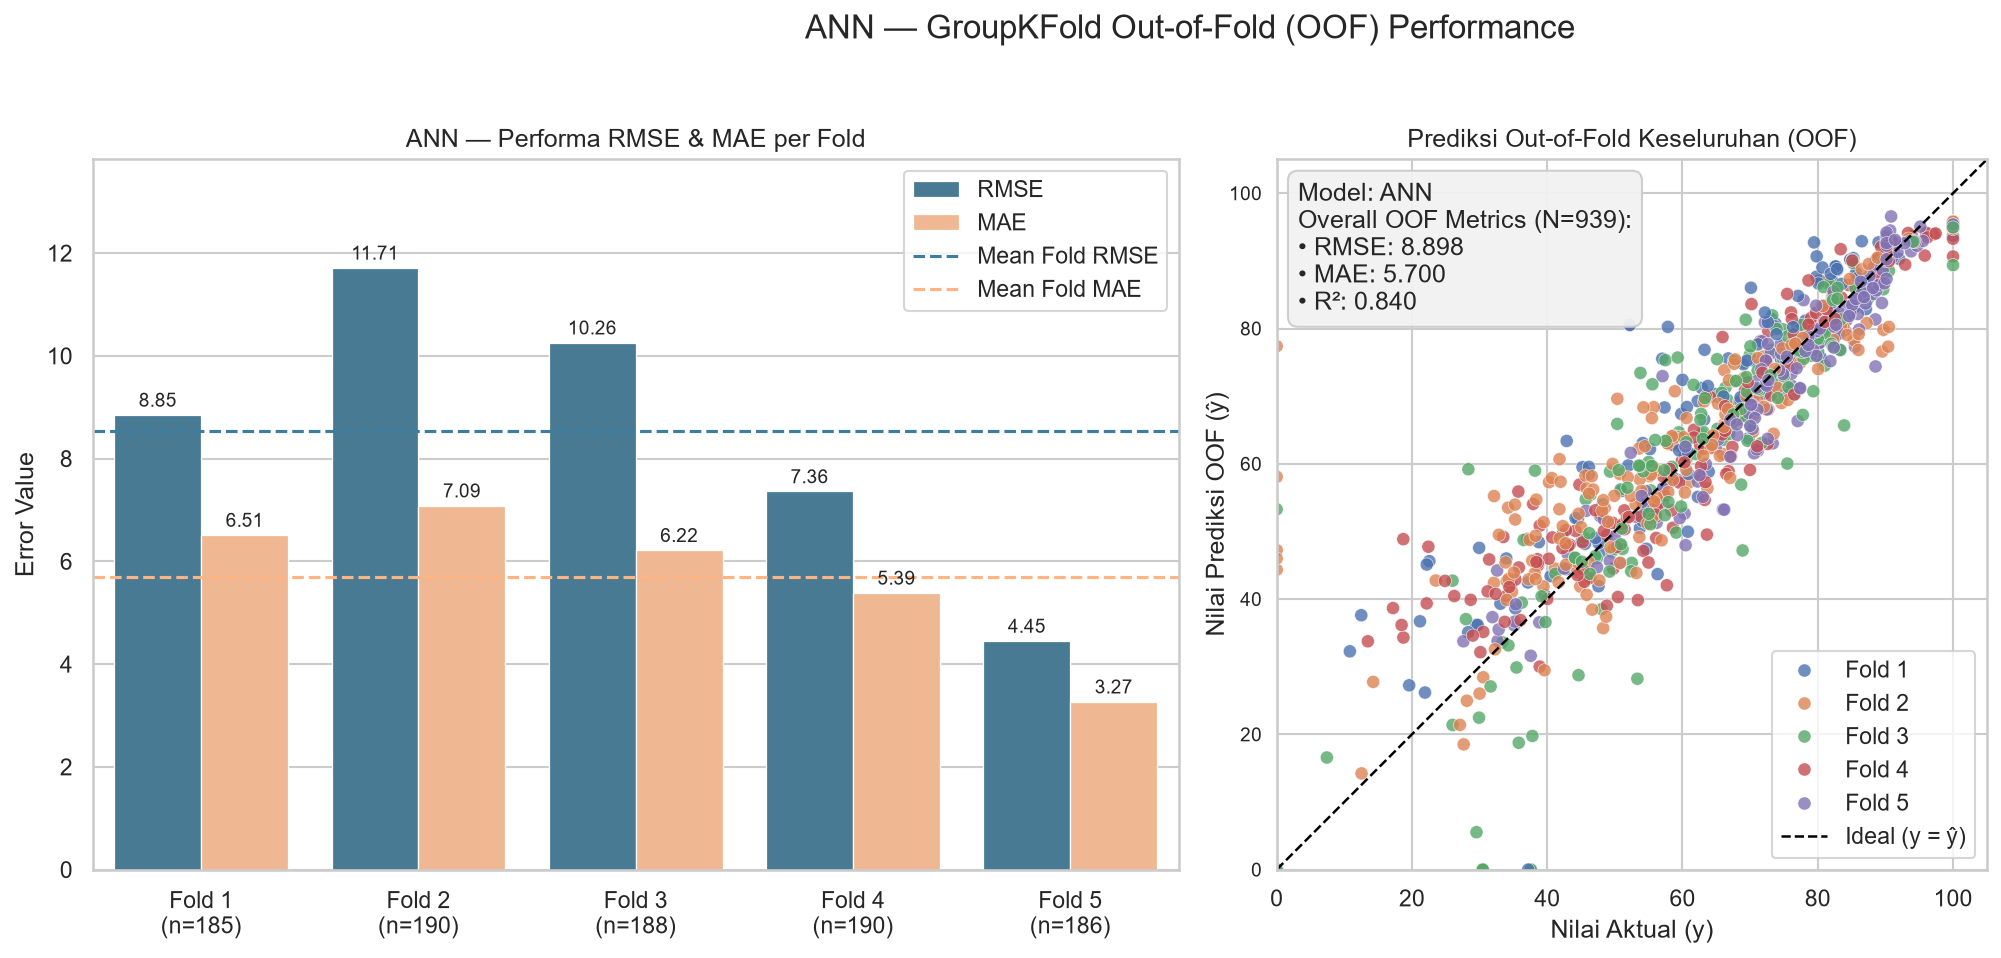 ANN — GroupKFold Out-of-Fold (OOF) Performance
ANN — Performa RMSE & MAE per Fold
Error Value
12
10
8
6
4
2
0
RMSE
MAE
Mean Fold RMSE
Mean Fold MAE
8.85
6.51
11.71
7.09
10.26
6.22
7.36
5.39
4.45
3.27
Fold 1
(n=185)
Fold 2
(n=190)
Fold 3
(n=188)
Fold 4
(n=190)
Fold 5
(n=186)
Prediksi Out-of-Fold Keseluruhan (OOF)
Nilai Prediksi OOF (ŷ)
100
80
60
40
20
0
Model: ANN
Overall OOF Metrics (N=939):
• RMSE: 8.898
• MAE: 5.700
• R²: 0.840
Fold 1
Fold 2
Fold 3
Fold 4
Fold 5
Ideal (y = ŷ)
0
20
40
60
80
100
Nilai Aktual (y)